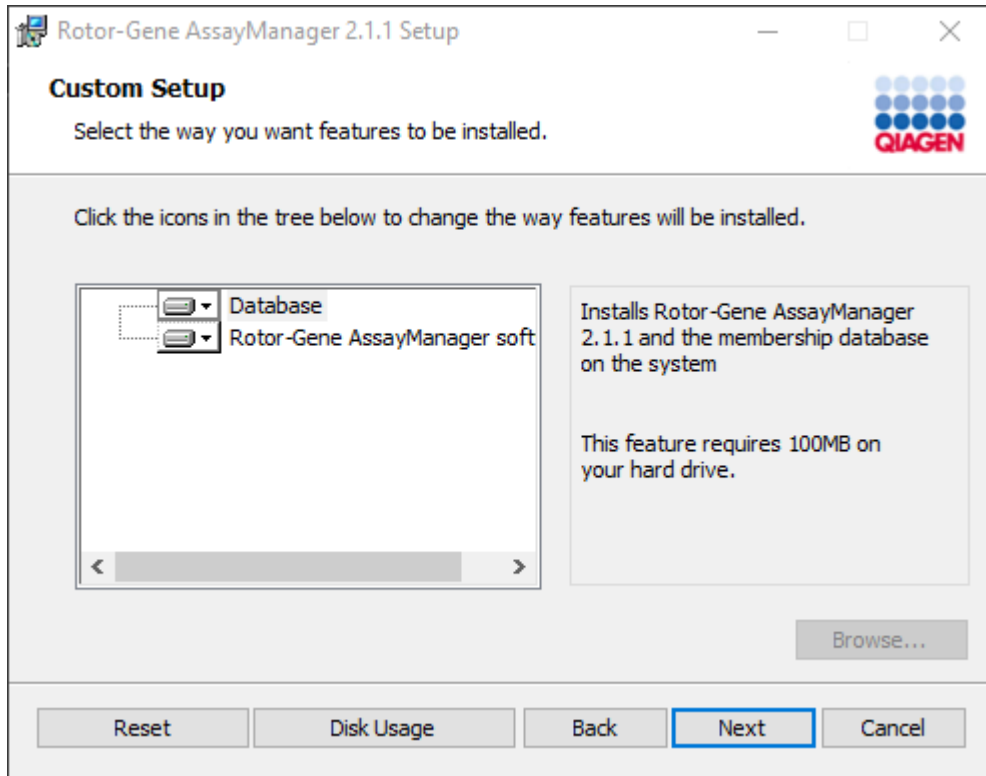 Rotor-Gene AssayManager 2.1.1 Setup
Custom Setup
Select the way you want features to be installed.
QIAGEN
Click the icons in the tree below to change the way features will be installed.
Database
Rotor-Gene AssayManager soft
Installs Rotor-Gene AssayManager
2.1.1 and the membership database
on the system
This feature requires 100MB on
your hard drive.
Browse...
Reset
Disk Usage
Back
Next
Cancel